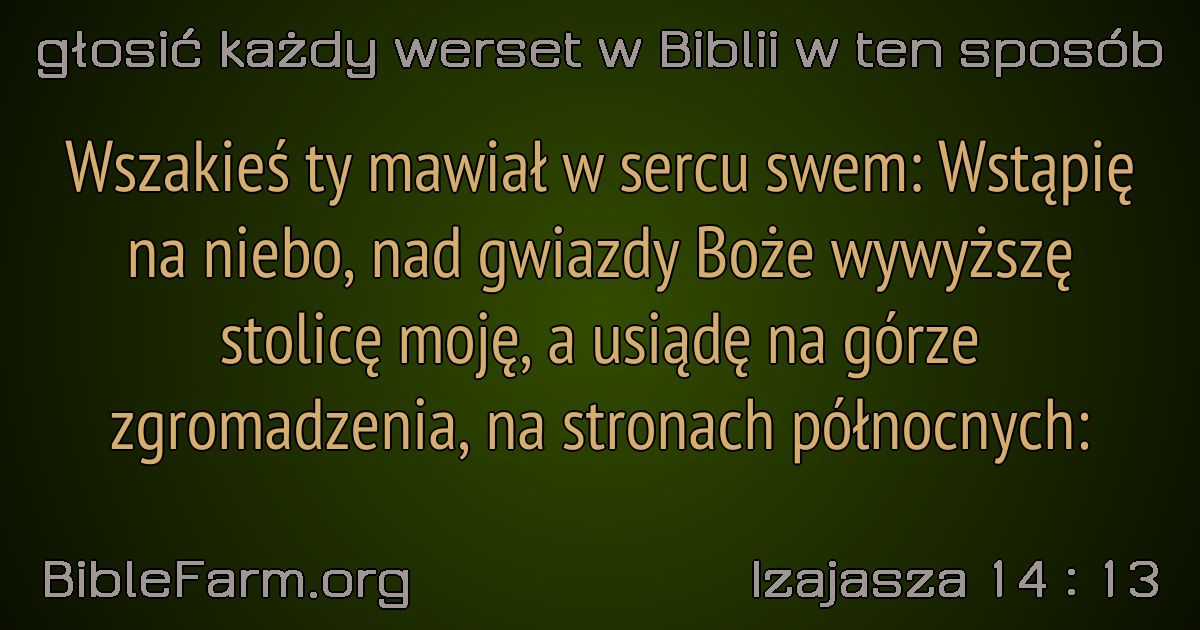 głosić każdy werset w Biblii w ten sposób
Wszakieś ty mawiał w sercu swem: Wstąpię
na niebo, nad gwiazdy Boże wywyższę
stolicę moję, a usiądę na górze
zgromadzenia, na stronach północnych:
BibleFarm.org
Izajasza 14 : 13